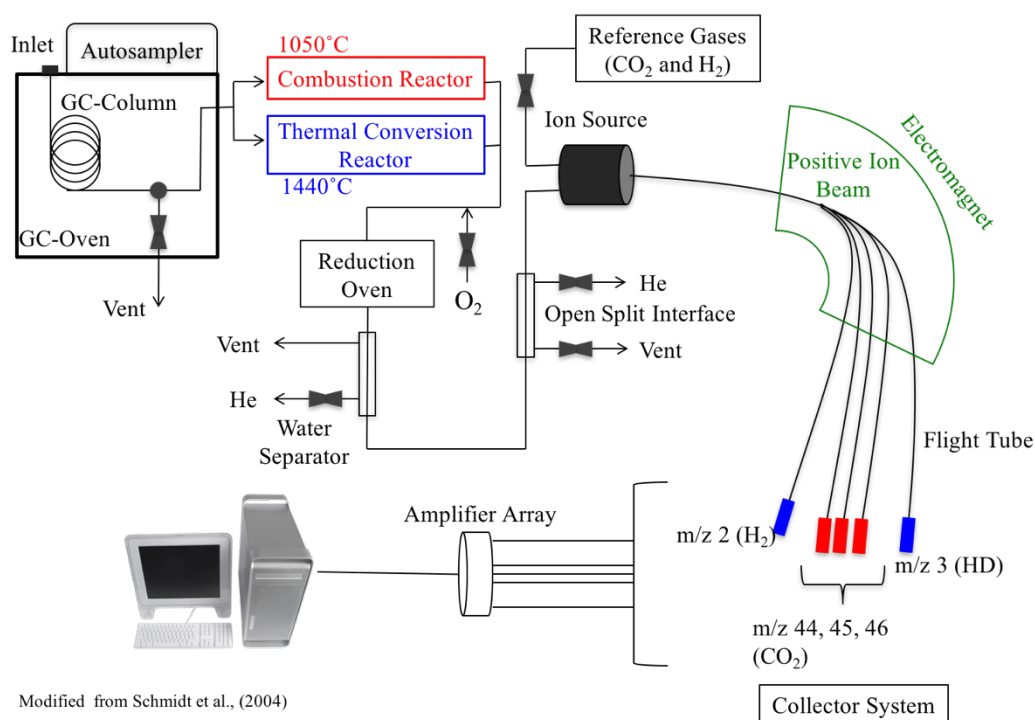 Inlet
Autosampler
GC-Column
GC-Oven
Vent
1050˚C
Combustion Reactor
Thermal Conversion
Reactor
1440˚C
Reference Gases
(CO₂ and H₂)
Ion Source
Positive Ion
Beam
Electromagnet
Reduction
Oven
O₂
He
Open Split Interface
Vent
Vent
He
Water
Separator
Flight Tube
Amplifier Array
m/z 2 (H₂)
m/z 3 (HD)
m/z 44, 45, 46
(CO₂)
Modified from Schmidt et al., (2004)
Collector System